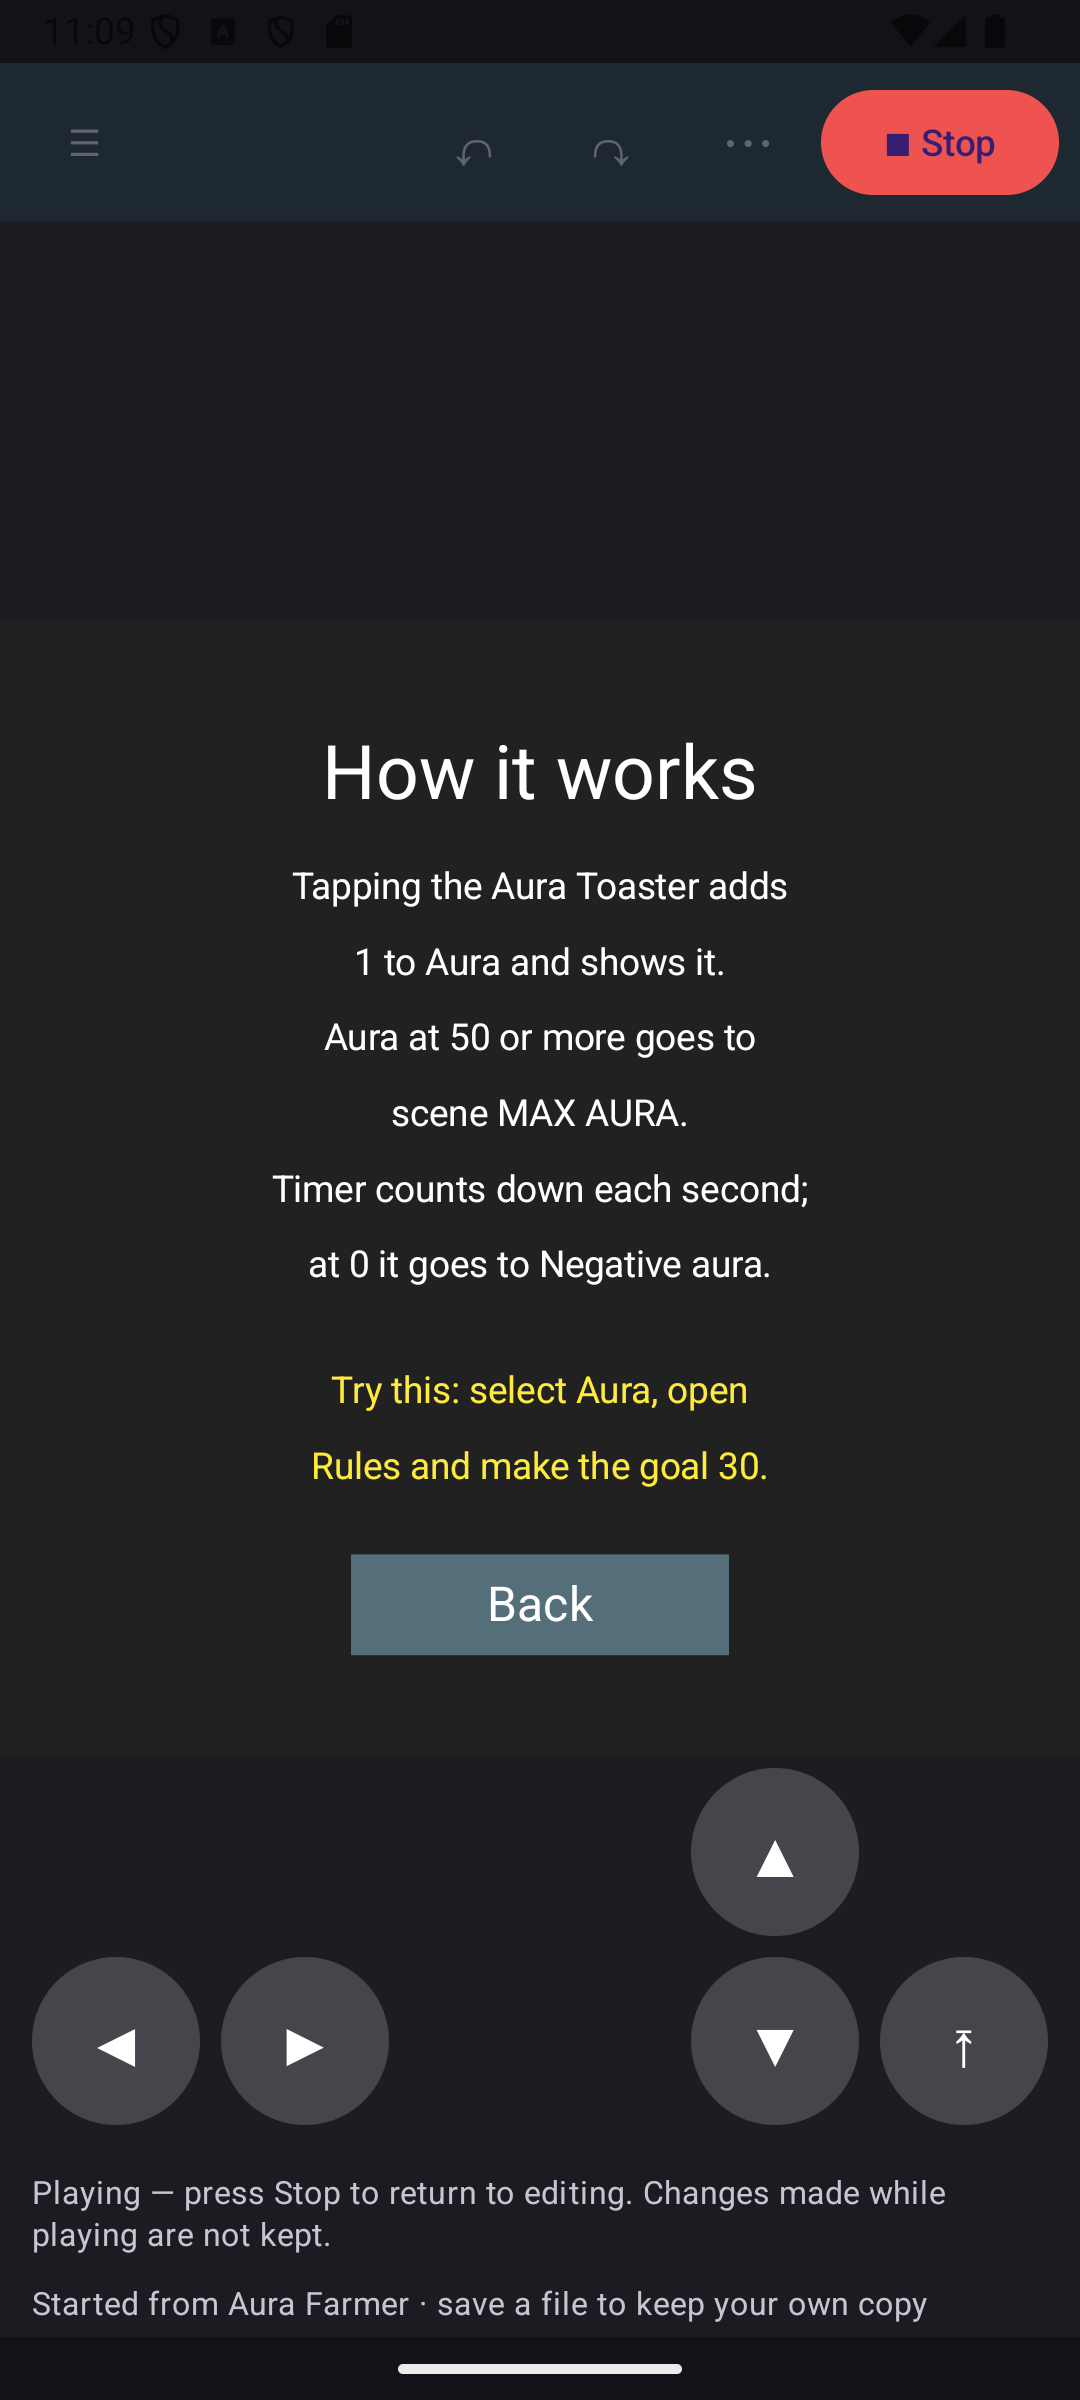 11:09
Stop
How it works
Tapping the Aura Toaster adds
1 to Aura and shows it.
Aura at 50 or more goes to
scene MAX AURA.
Timer counts down each second;
at 0 it goes to Negative aura.
Try this: select Aura, open
Rules and make the goal 30.
Back
Playing — press Stop to return to editing. Changes made while
playing are not kept.
Started from Aura Farmer · save a file to keep your own copy